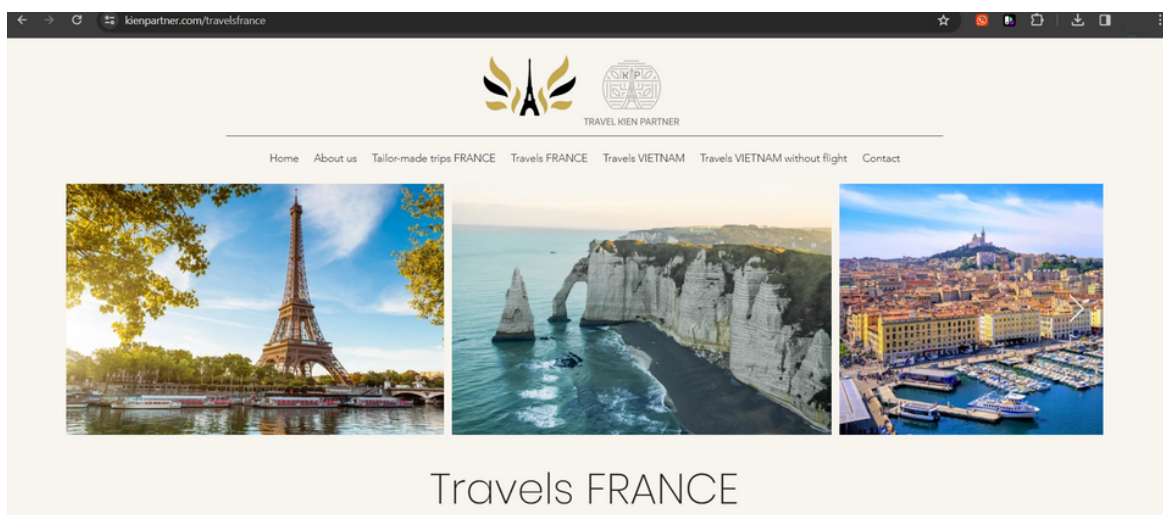 kienpartner.com/travelsfrance
KP
TRAVEL KIEN PARTNER
Home About us Tailor-made trips FRANCE Travels FRANCE Travels VIETNAM Travels VIETNAM without flight Contact
Travels FRANCE